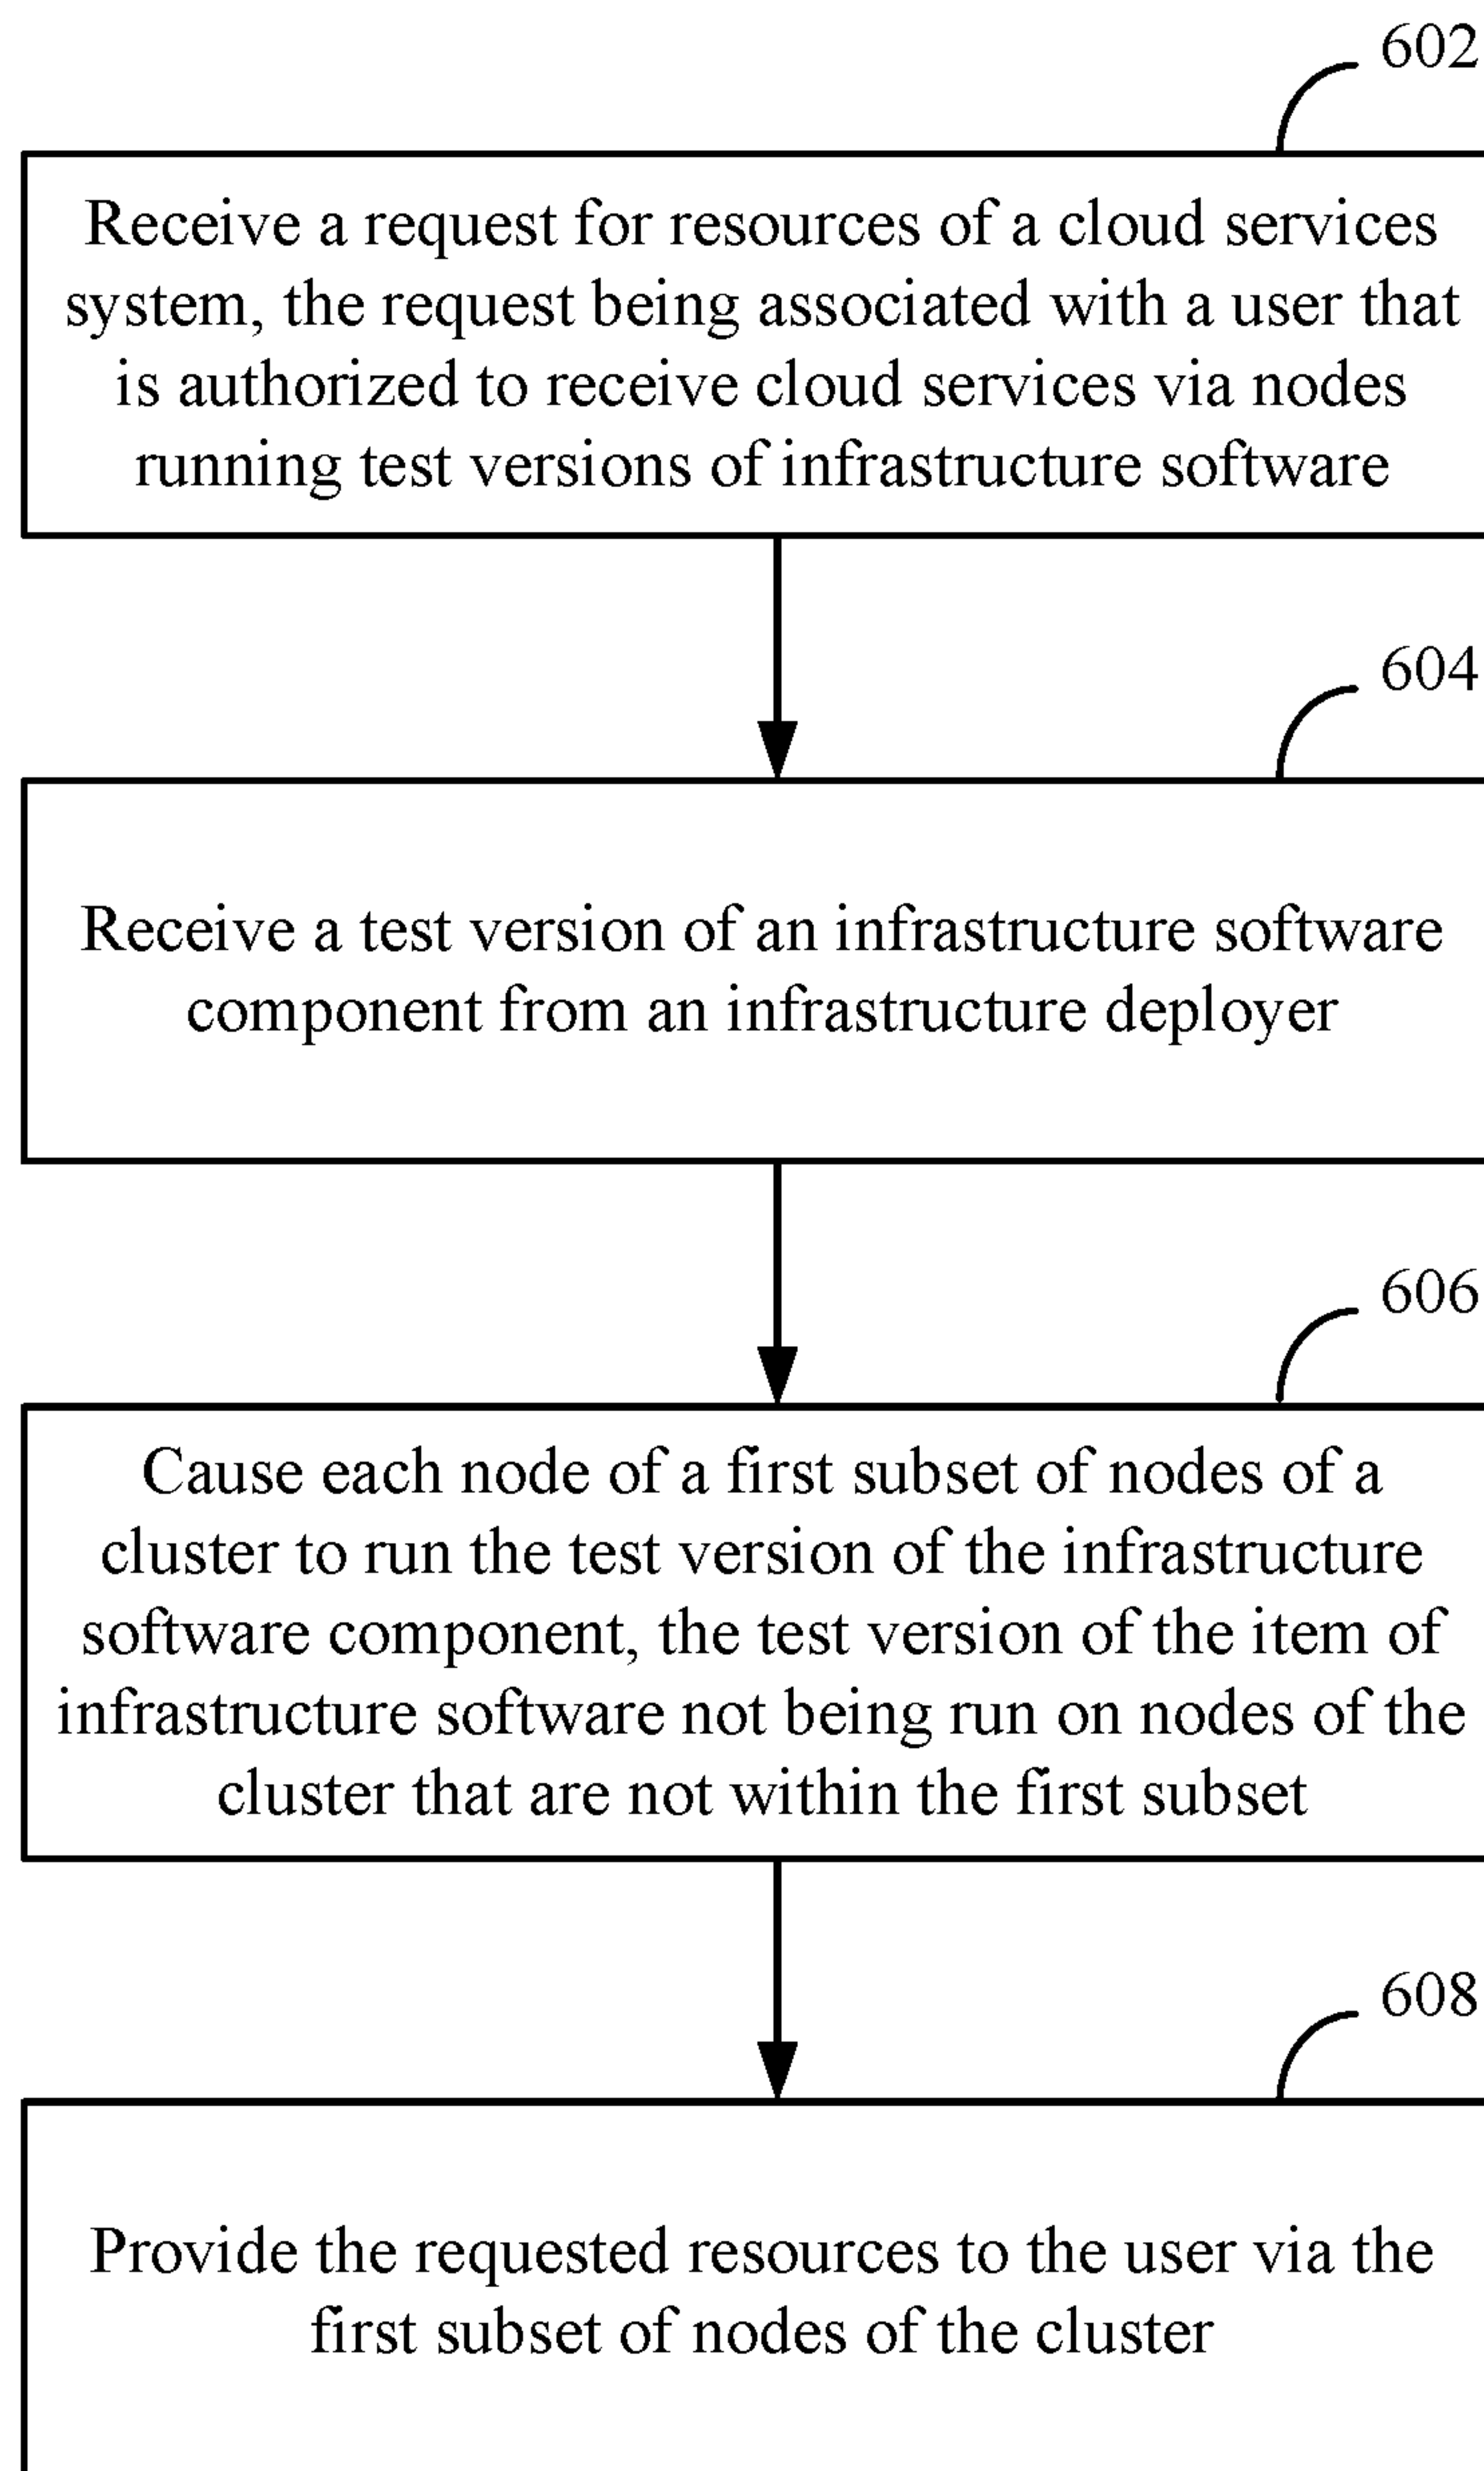 602
Receive a request for resources of a cloud services
system, the request being associated with a user that
is authorized to receive cloud services via nodes
running test versions of infrastructure software
604
Receive a test version of an infrastructure software
component from an infrastructure deployer
606
Cause each node of a first subset of nodes of a
cluster to run the test version of the infrastructure
software component, the test version of the item of
infrastructure software not being run on nodes of the
cluster that are not within the first subset
608
Provide the requested resources to the user via the
first subset of nodes of the cluster